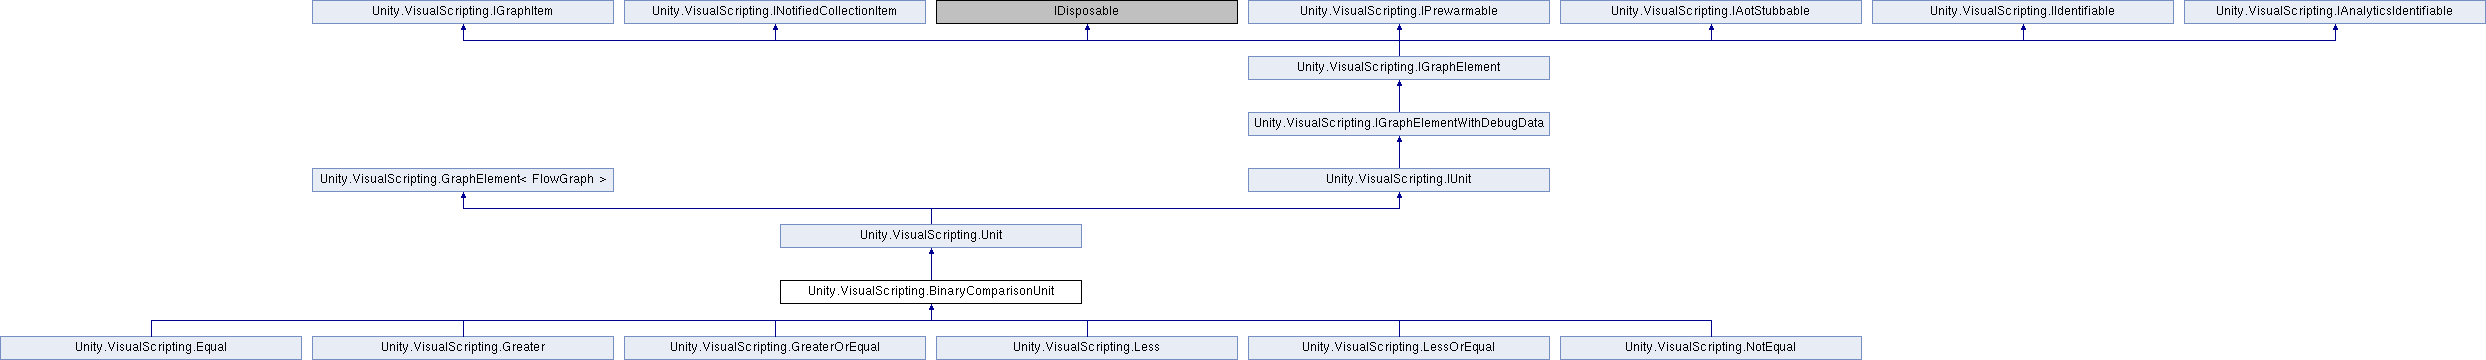 Unity.VisualScripting.IGraphItem
Unity.VisualScripting.INotifiedCollectionItem
IDisposable
Unity.VisualScripting.IPrewarmable
Unity.VisualScripting.IAotStubbable
Unity.VisualScripting.IIdentifiable
Unity.VisualScripting.IAnalyticsIdentifiable
Unity.VisualScripting.IGraphElement
Unity.VisualScripting.IGraphElementWithDebugData
Unity.VisualScripting.GraphElement< FlowGraph >
Unity.VisualScripting.IUnit
Unity.VisualScripting.Unit
Unity.VisualScripting.BinaryComparisonUnit
Unity.VisualScripting.Equal
Unity.VisualScripting.Greater
Unity.VisualScripting.GreaterOrEqual
Unity.VisualScripting.Less
Unity.VisualScripting.LessOrEqual
Unity.VisualScripting.NotEqual